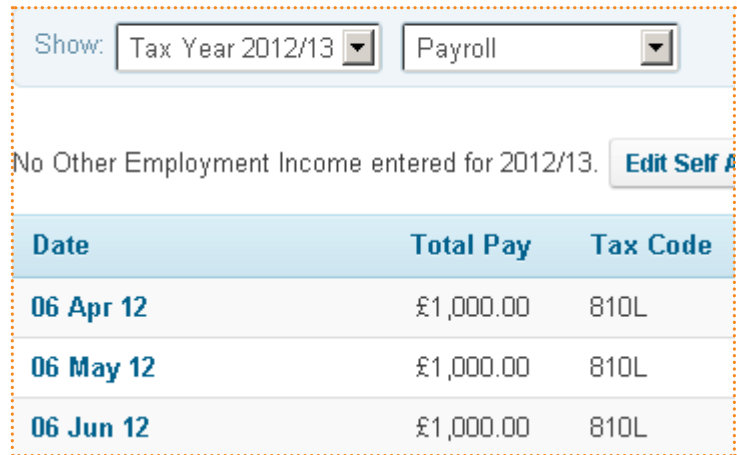 Show: Tax Year 2012/13 Payroll
No Other Employment Income entered for 2012/13. Edit Self
Date Total Pay Tax Code
06 Apr 12 £1,000.00 810L
06 May 12 £1,000.00 810L
06 Jun 12 £1,000.00 810L